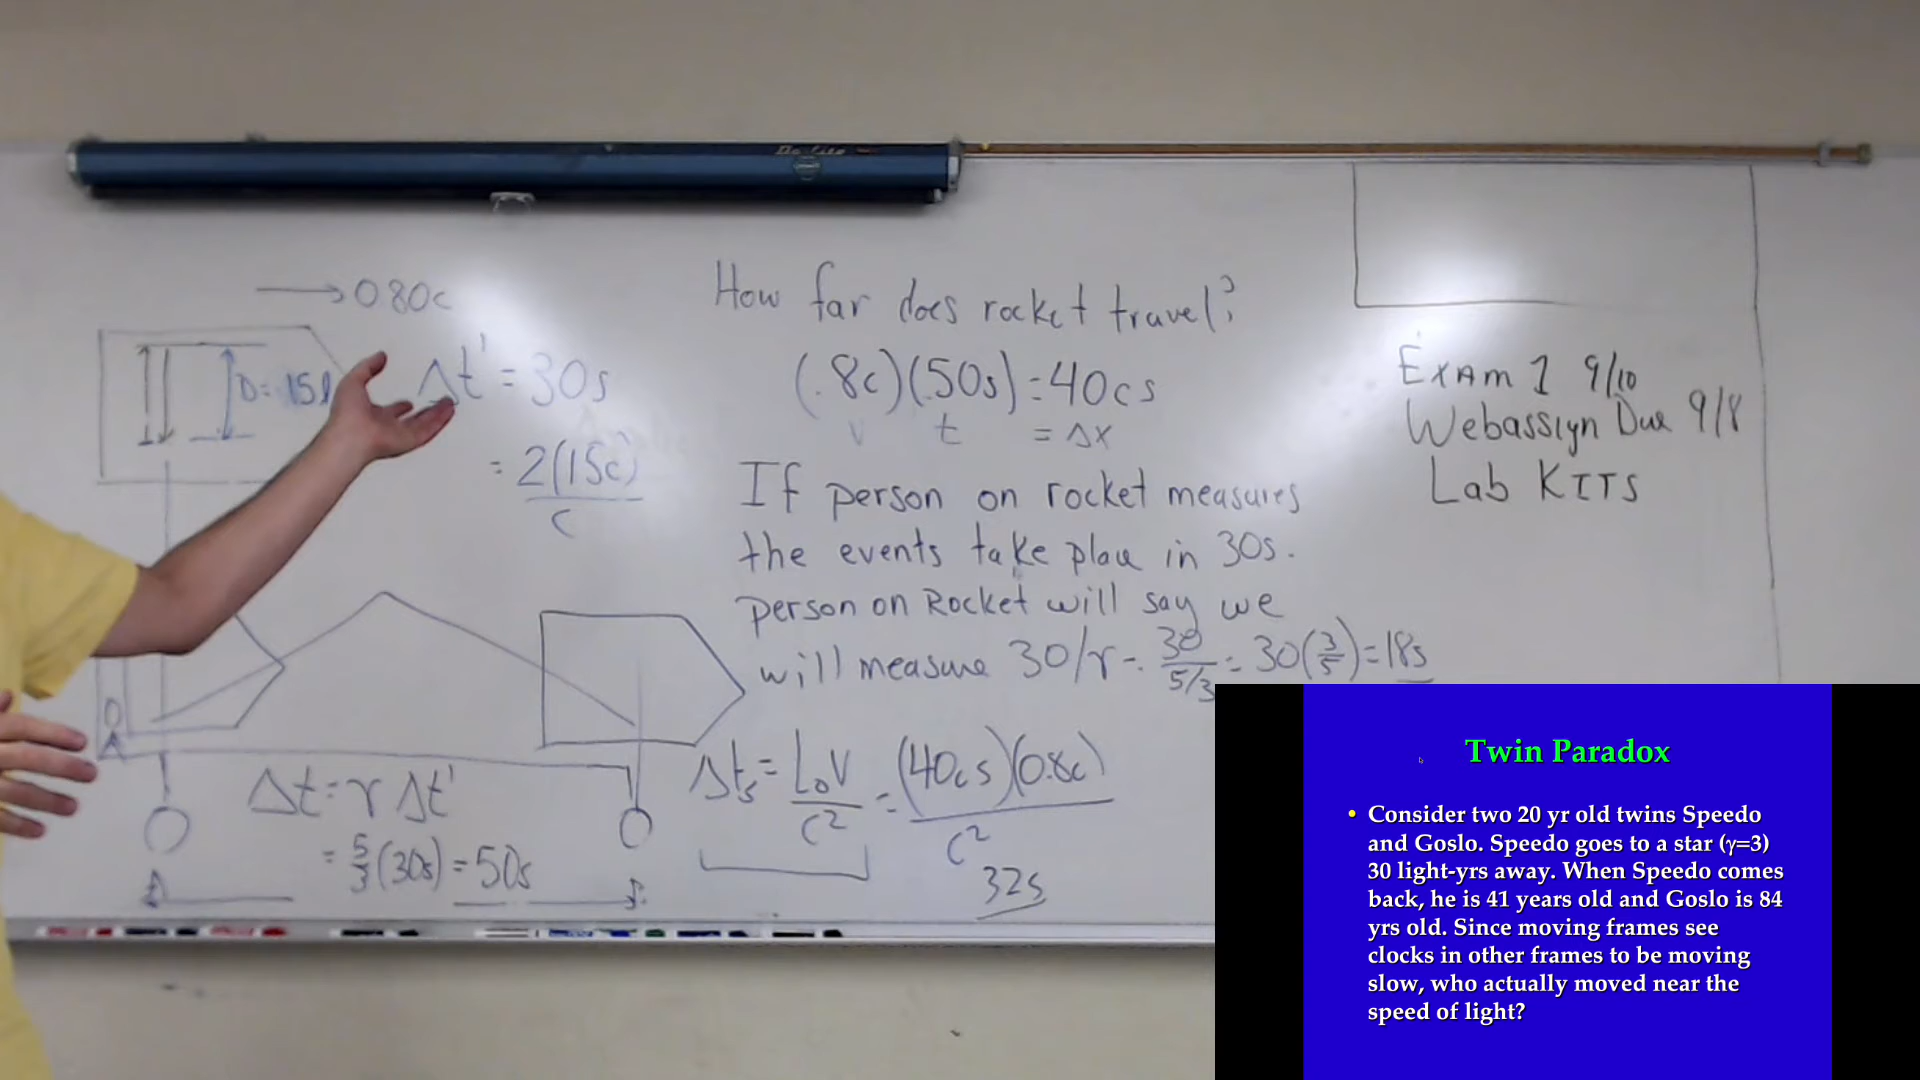 Da-Lite
→ 0.80c
D = 15l
Δt' = 30s
= 2(15c)
c
Δt = γ Δt'
= 5/3 (30s) = 50s
How far does rocket travel?
(.8c)(50s) = 40cs
v t = Δx
If person on rocket measures
the events take place in 30s.
person on Rocket will say we
will measure 30/γ = 30 / 5/3 = 30(3/5) = 18s
Δts = L₀V / c² = (40cs)(0.8c) / c²
32s
Exam 1 9/10
Webassign Due 9/8
Lab KITS
Twin Paradox
• Consider two 20 yr old twins Speedo
and Goslo. Speedo goes to a star (γ=3)
30 light-yrs away. When Speedo comes
back, he is 41 years old and Goslo is 84
yrs old. Since moving frames see
clocks in other frames to be moving
slow, who actually moved near the
speed of light?